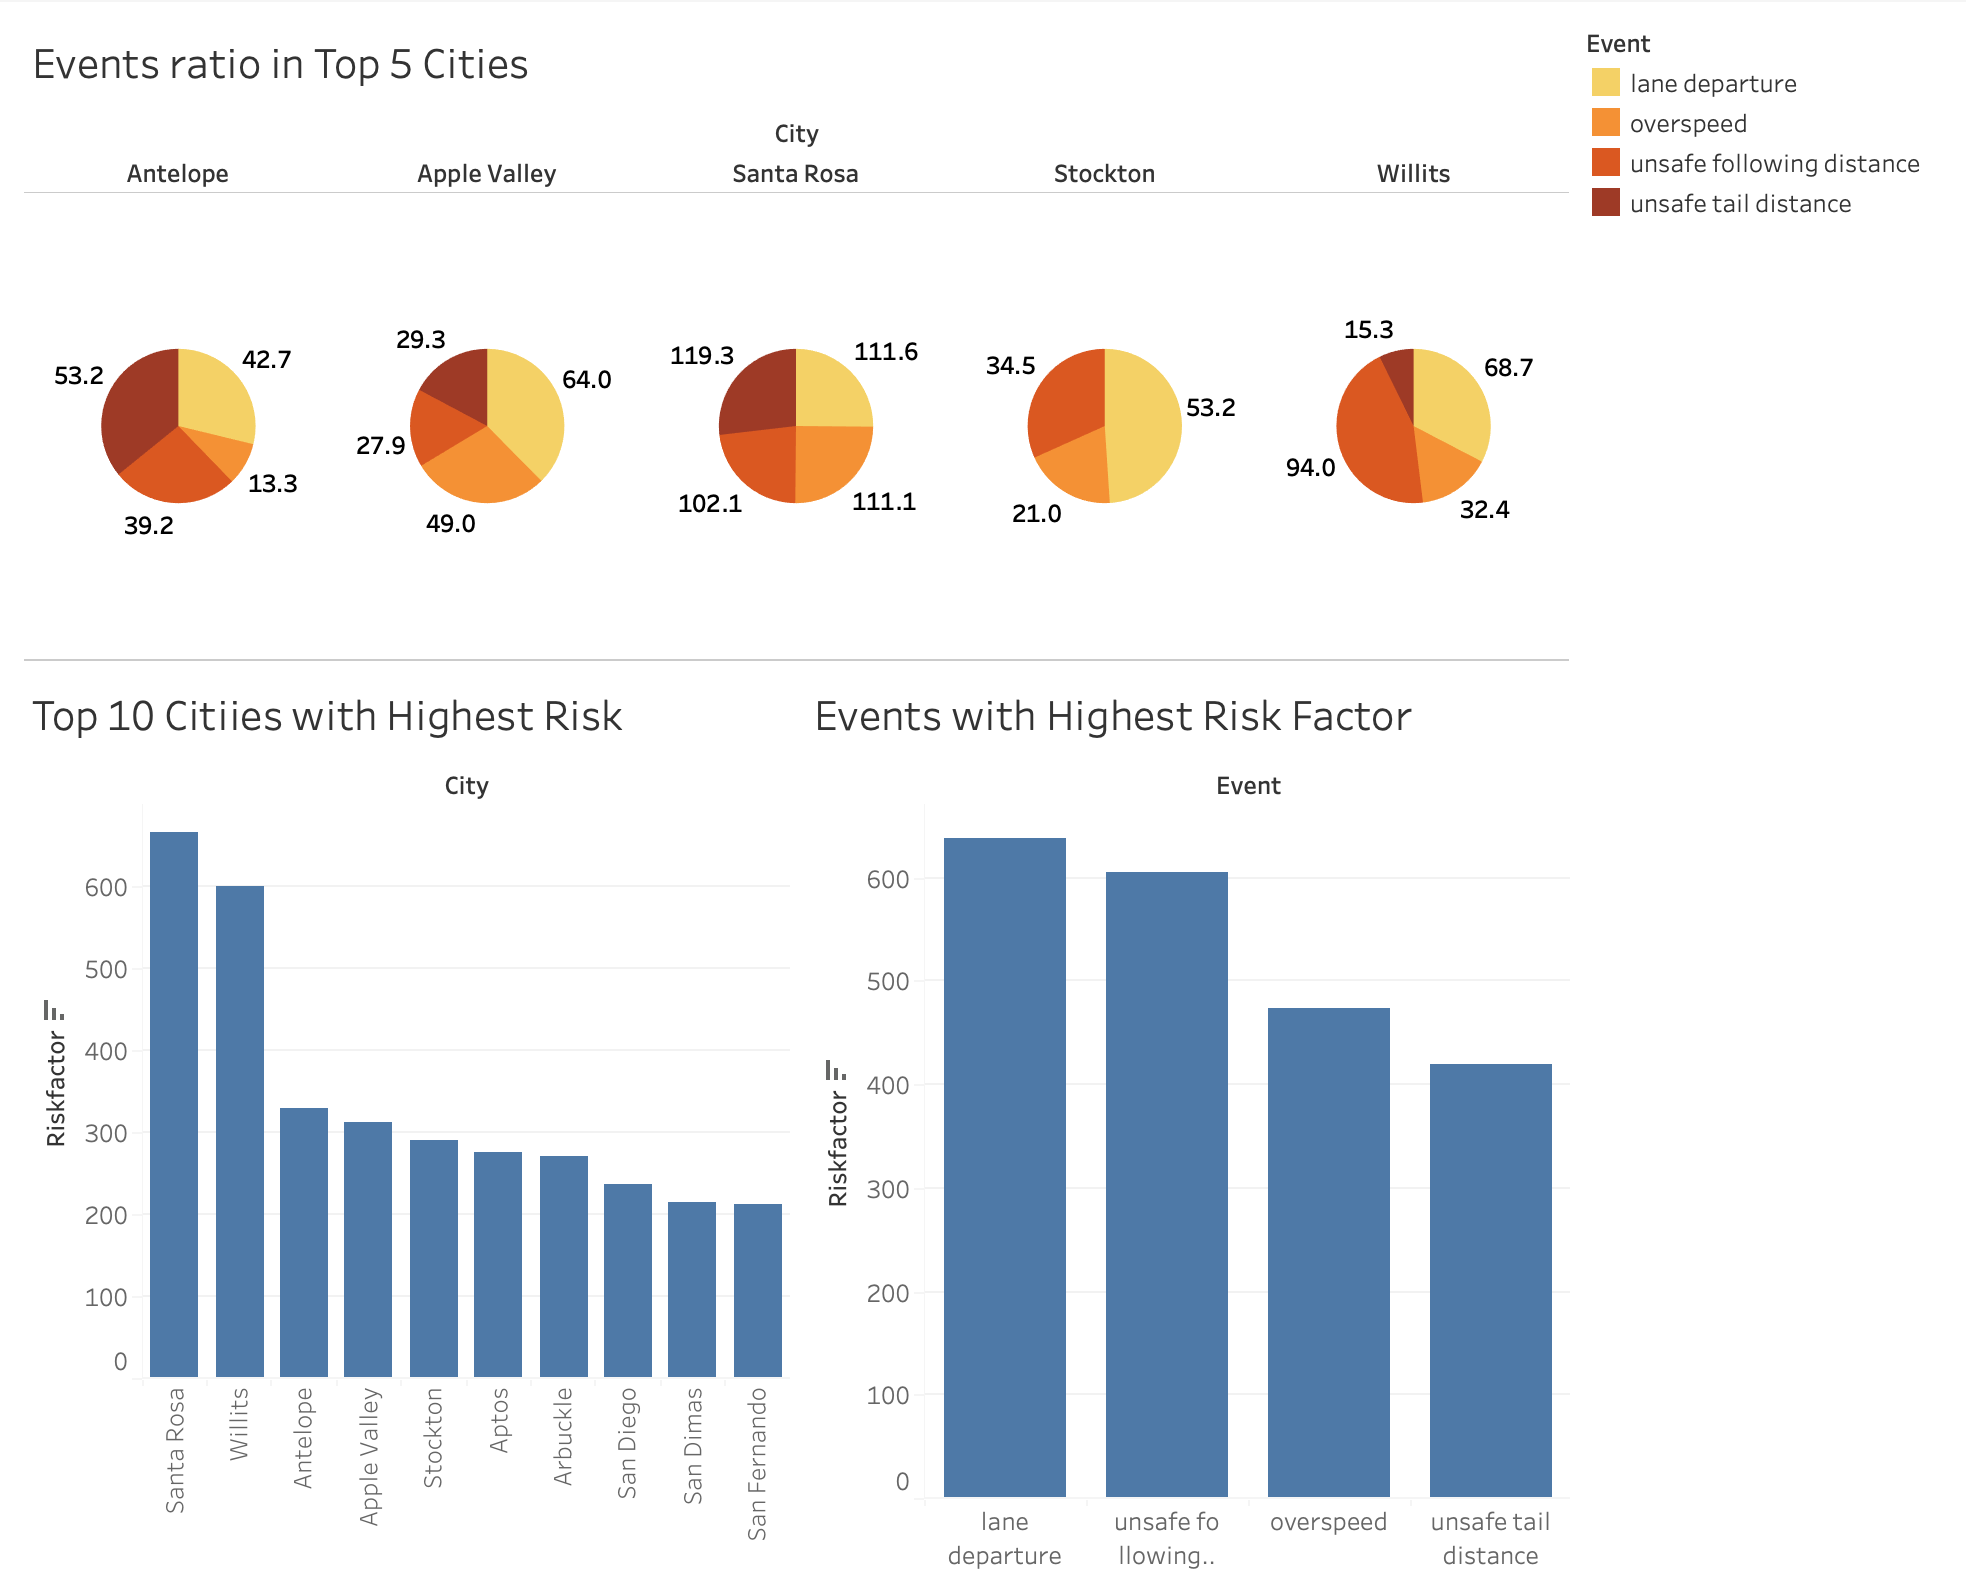 Events ratio in Top 5 Cities
City
Antelope Apple Valley Santa Rosa Stockton Willits
Event
lane departure
overspeed
unsafe following distance
unsafe tail distance
53.2 42.7 13.3 39.2
29.3 64.0 27.9 49.0
119.3 111.6 102.1 111.1
34.5 53.2 21.0
15.3 68.7 94.0 32.4
Top 10 Citiies with Highest Risk
City
Riskfactor
600
500
400
300
200
100
0
Santa Rosa
Willits
Antelope
Apple Valley
Stockton
Aptos
Arbuckle
San Diego
San Dimas
San Fernando
Events with Highest Risk Factor
Event
Riskfactor
600
500
400
300
200
100
0
lane
departure
unsafe fo
llowing..
overspeed
unsafe tail
distance